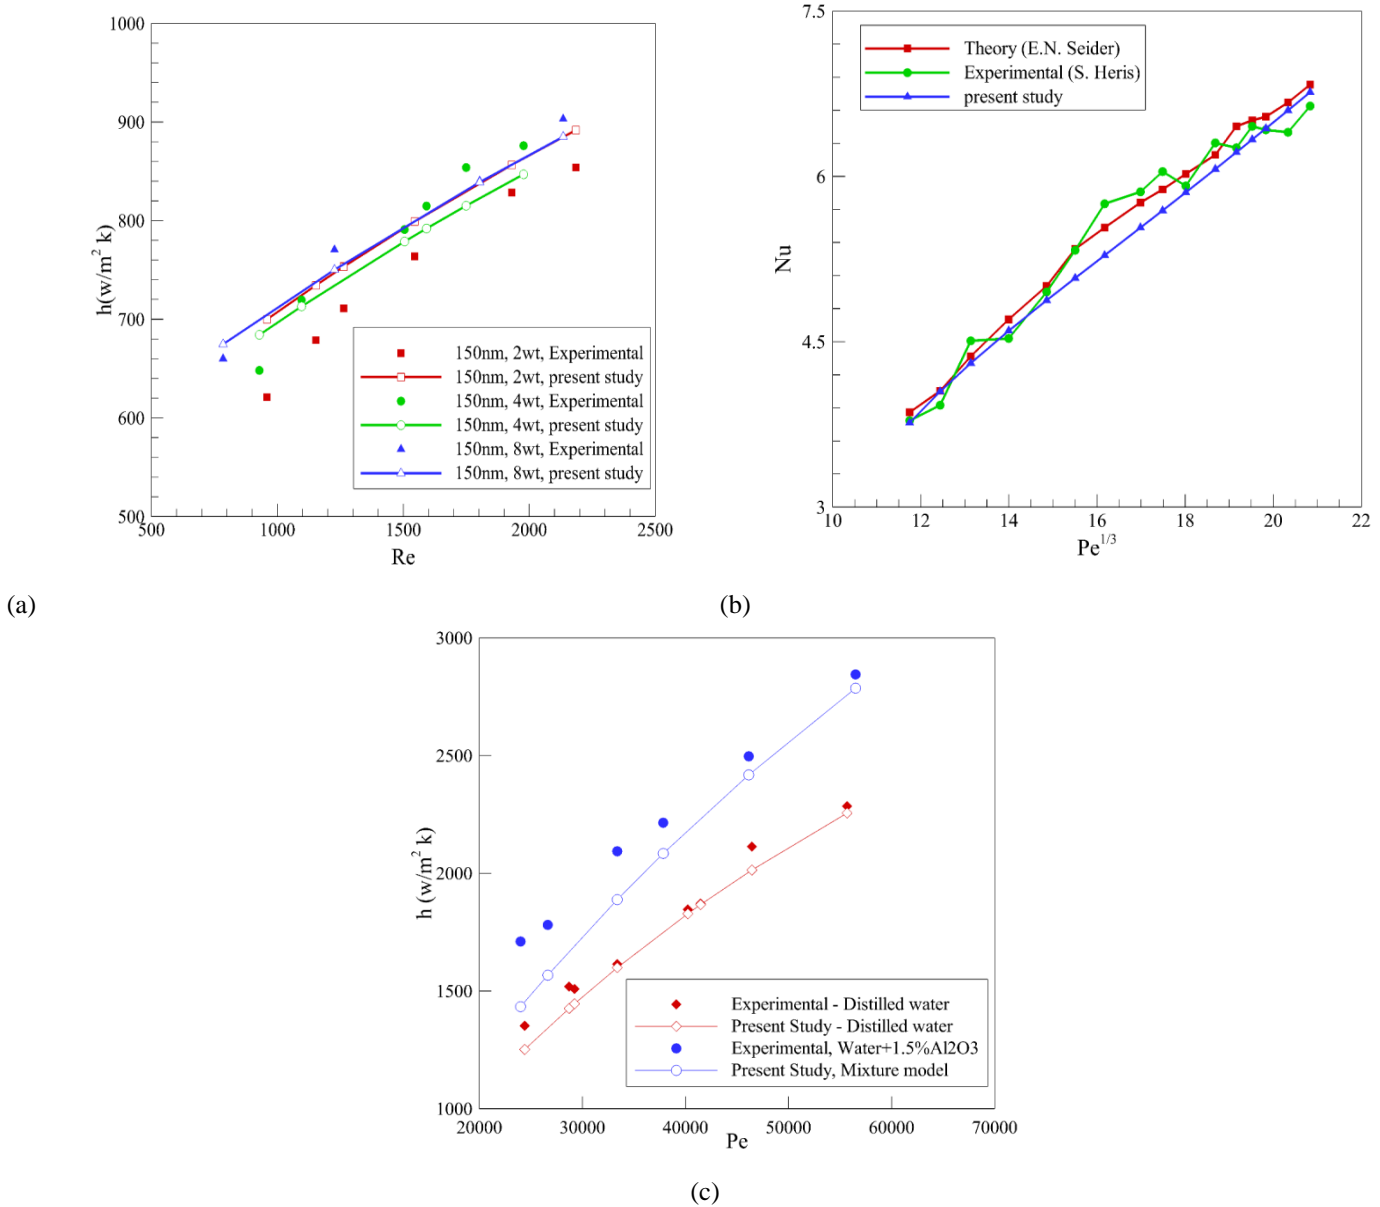 1000
900
800
700
600
500
h(w/m² k)
150nm, 2wt, Experimental
150nm, 2wt, present study
150nm, 4wt, Experimental
150nm, 4wt, present study
150nm, 8wt, Experimental
150nm, 8wt, present study
500 1000 1500 2000 2500
Re
(a)
7.5
6
4.5
3
Nu
Theory (E.N. Seider)
Experimental (S. Heris)
present study
10 12 14 16 18 20 22
Pe^1/3
(b)
3000
2500
2000
1500
1000
h (w/m² k)
Experimental - Distilled water
Present Study - Distilled water
Experimental, Water+1.5%Al2O3
Present Study, Mixture model
20000 30000 40000 50000 60000 70000
Pe
(c)